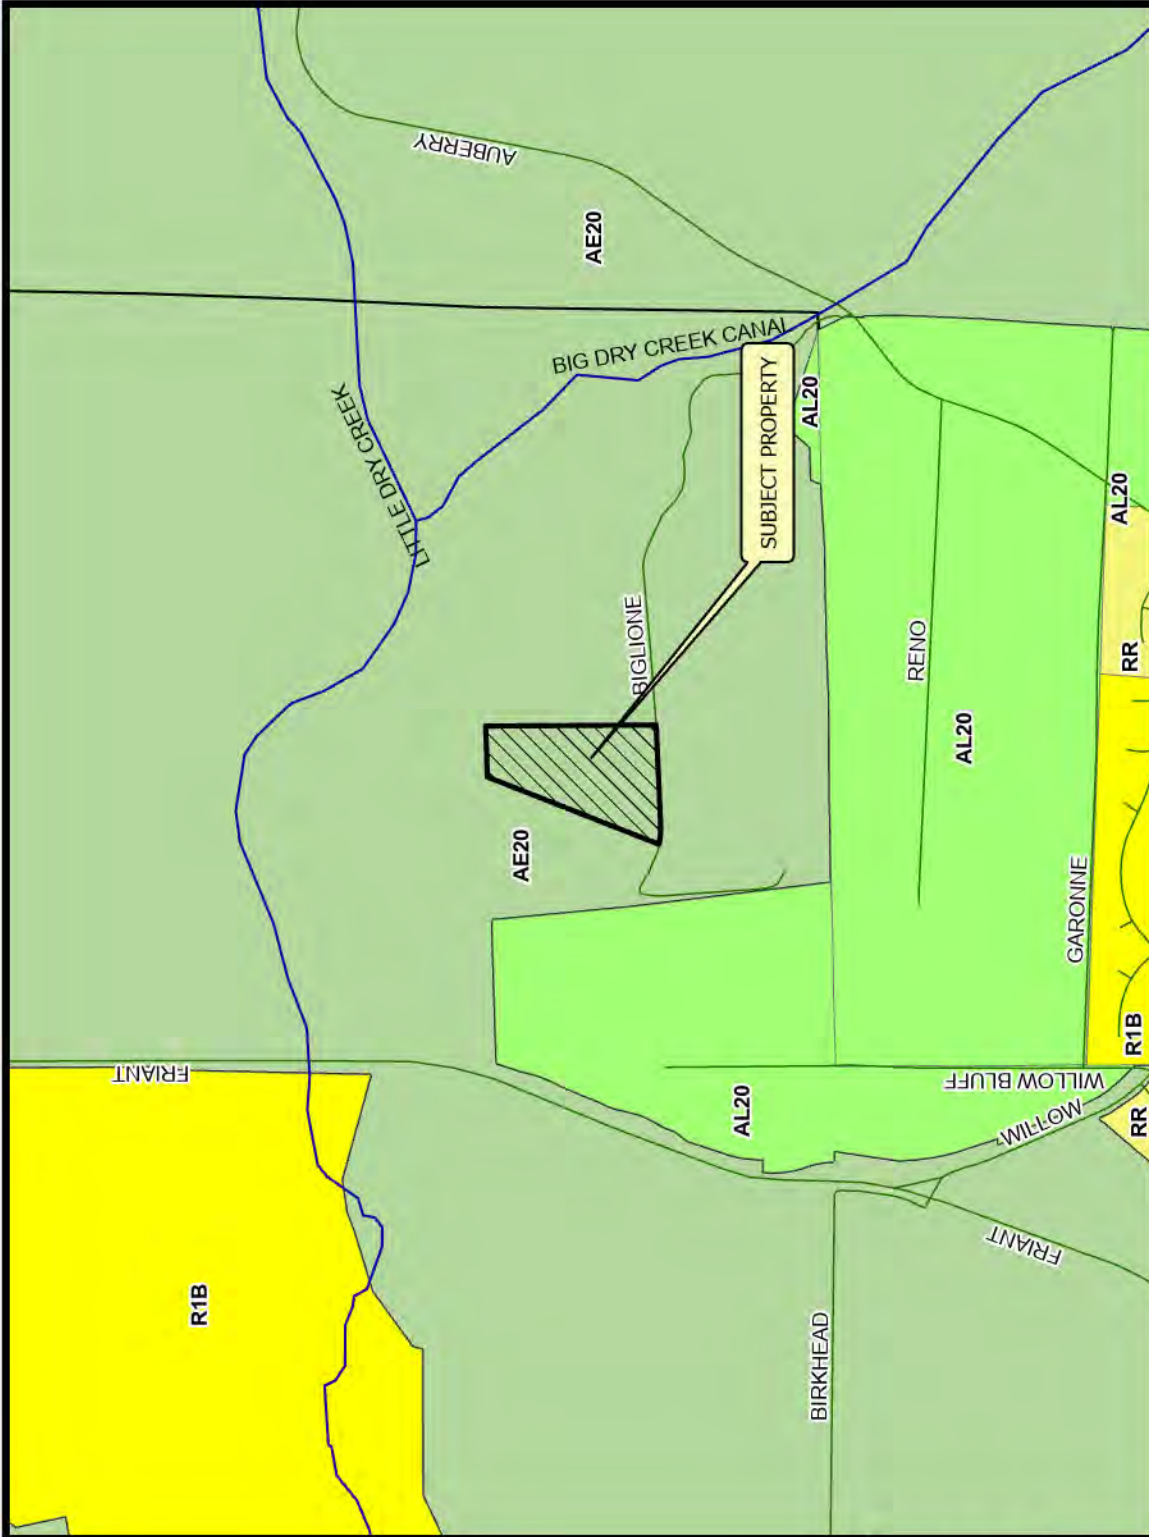 AUBERRY
AE20
BIG DRY CREEK CANAL
LITTLE DRY CREEK
SUBJECT PROPERTY
AL20
AL20
BIGLIONE
RENO
RR
AL20
AE20
GARONNE
R1B
FRIANT
WILLOW BLUFF
AL20
WILLOW
RR
FRIANT
R1B
BIRKHEAD